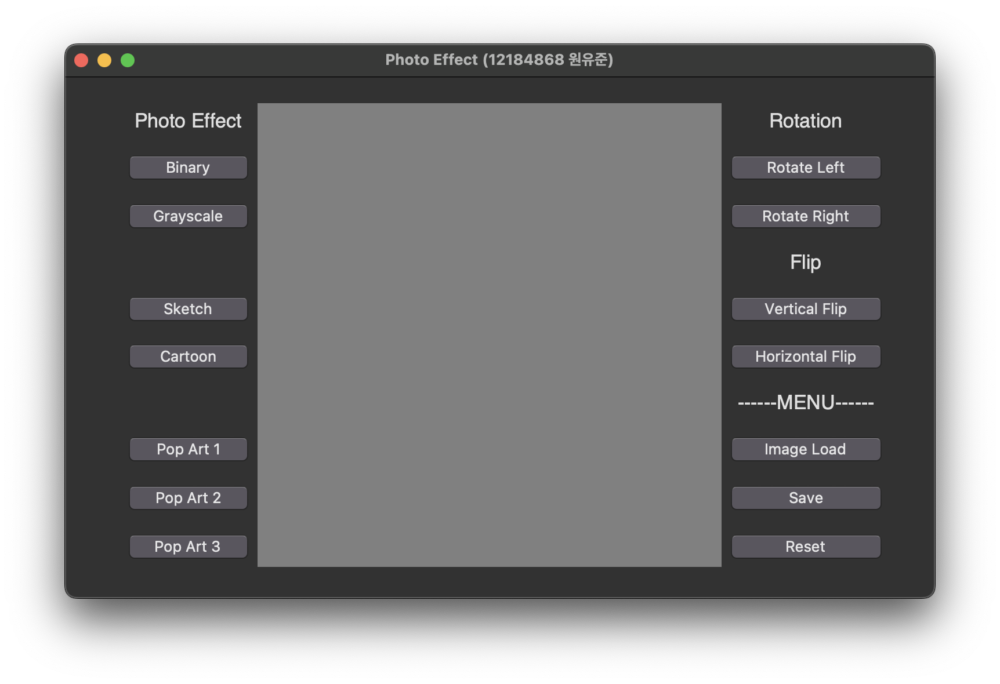 Photo Effect (12184868 원유준)
Photo Effect
Binary
Grayscale
Sketch
Cartoon
Pop Art 1
Pop Art 2
Pop Art 3
Rotation
Rotate Left
Rotate Right
Flip
Vertical Flip
Horizontal Flip
------MENU------
Image Load
Save
Reset